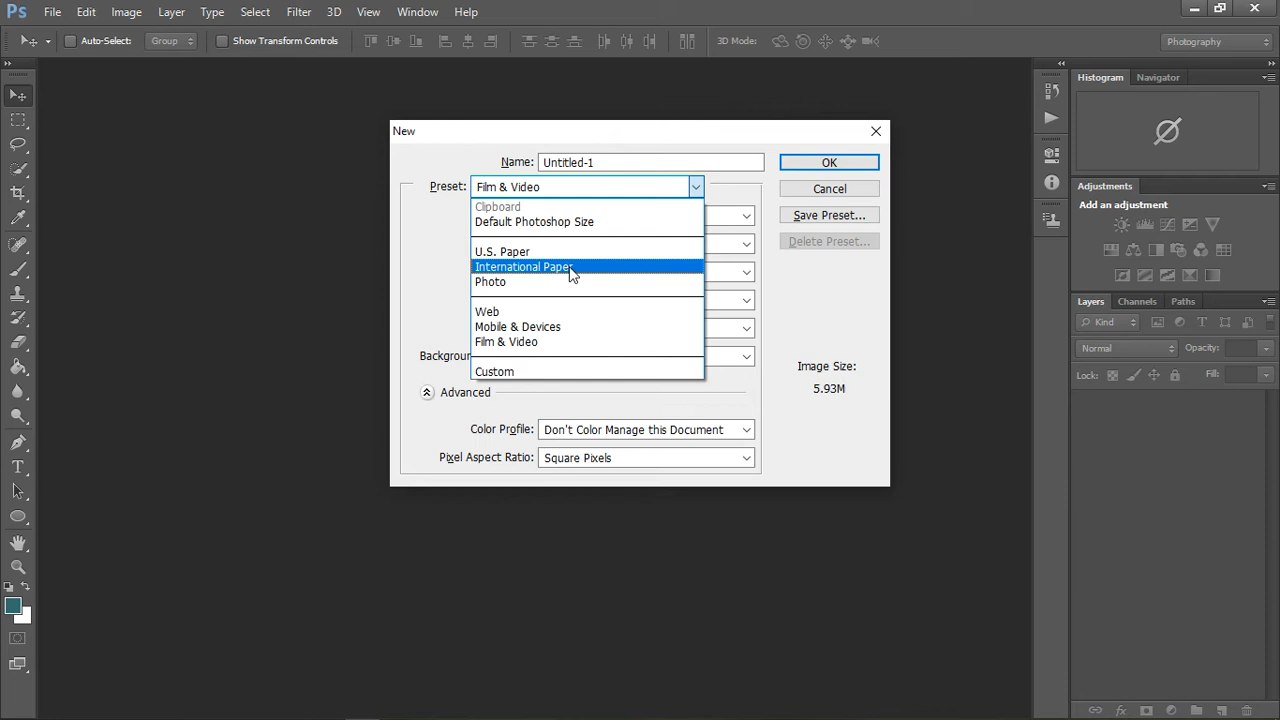 Ps File Edit Image Layer Type Select Filter 3D View Window Help
Auto-Select: Group Show Transform Controls 3D Mode: Photography
Histogram Navigator
New
Name: Untitled-1 OK
Preset: Film & Video Cancel
Clipboard
Default Photoshop Size
Save Preset...
U.S. Paper
Delete Preset...
International Paper
Photo
Web
Mobile & Devices
Film & Video
Custom
Background
Image Size:
5.93M
Advanced
Color Profile: Don't Color Manage this Document
Pixel Aspect Ratio: Square Pixels
Adjustments
Add an adjustment
Layers Channels Paths
Kind
Normal Opacity:
Lock: Fill: